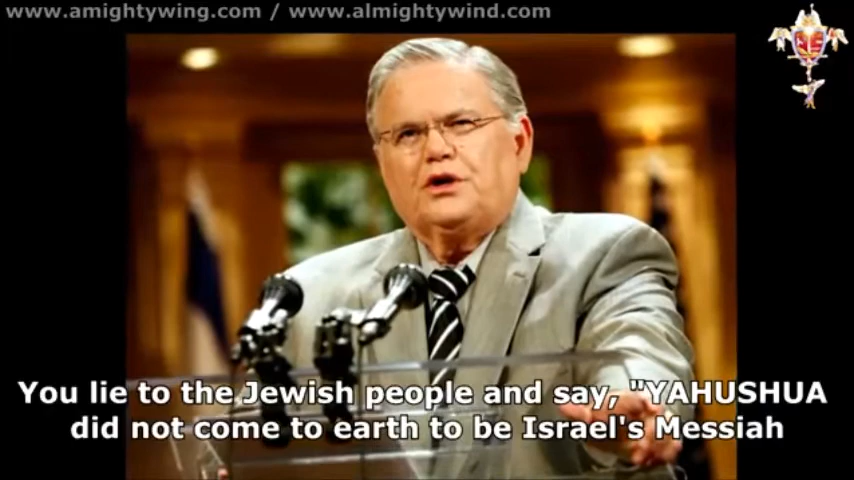 www.amightywing.com / www.almightywind.com
You lie to the Jewish people and say, "YAHUSHUA
did not come to earth to be Israel's Messiah